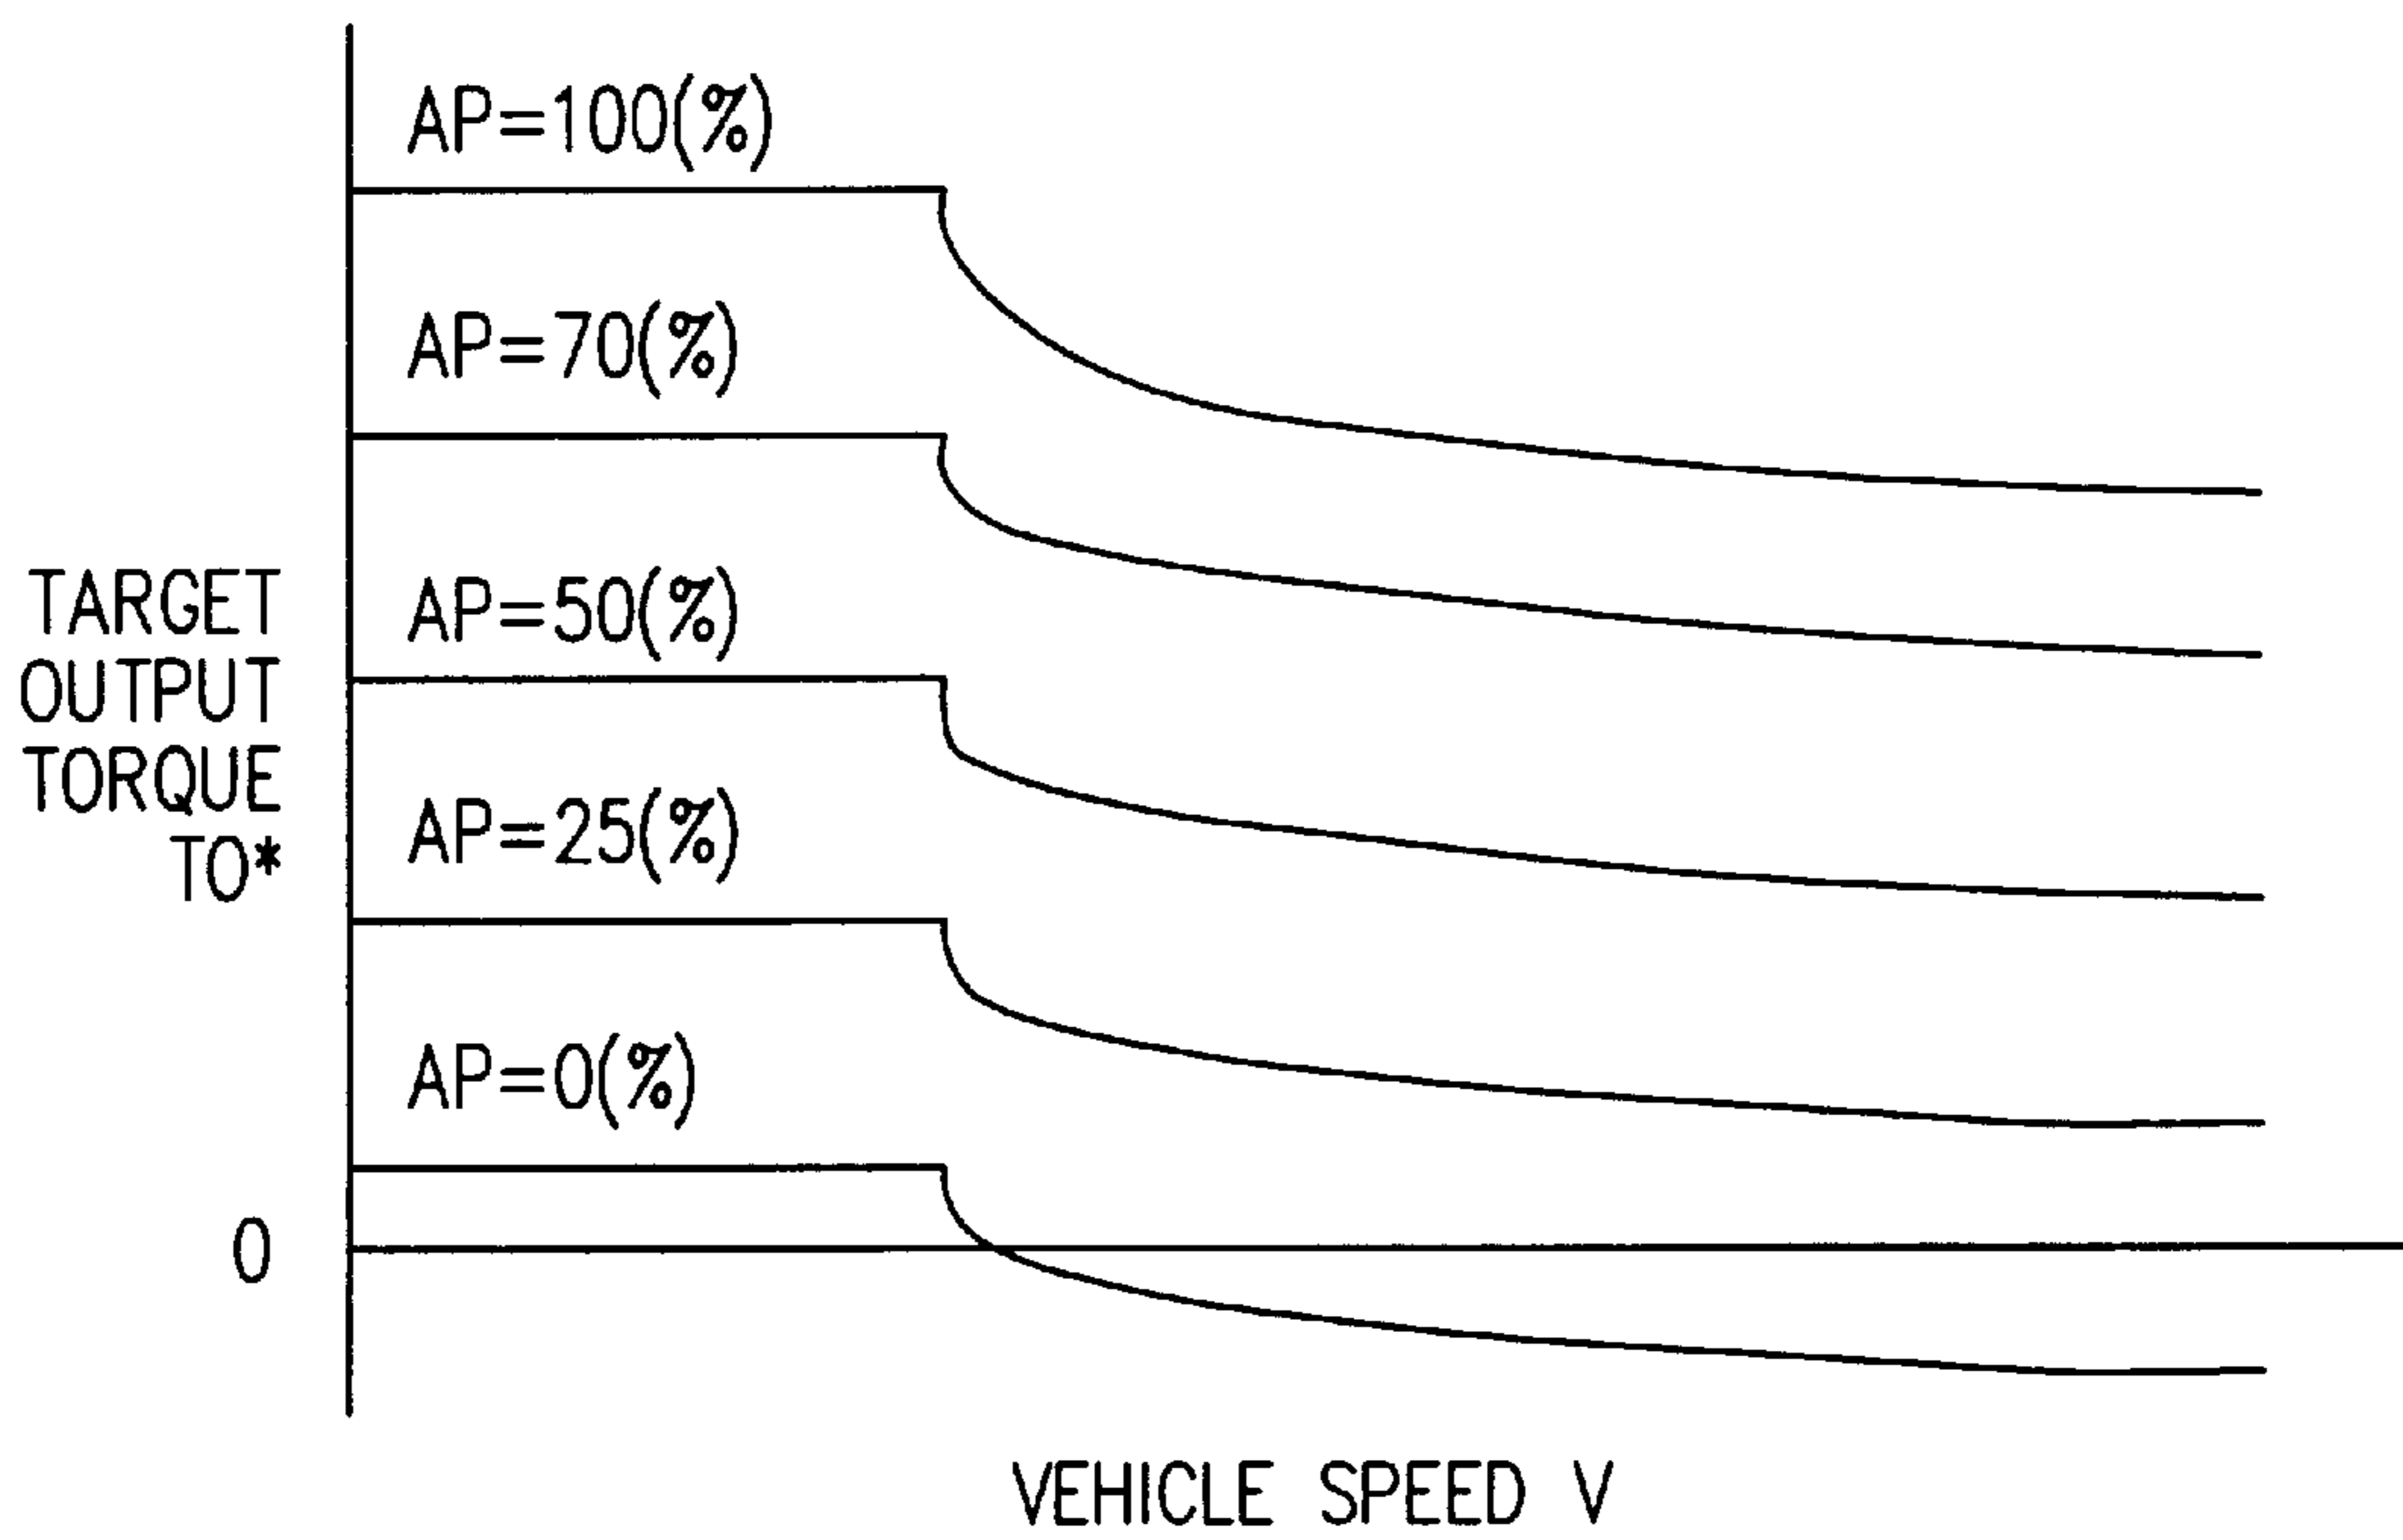 AP=100(%)
AP=70(%)
AP=50(%)
AP=25(%)
AP=0(%)
TARGET
OUTPUT
TORQUE
TO*
0
VEHICLE SPEED V